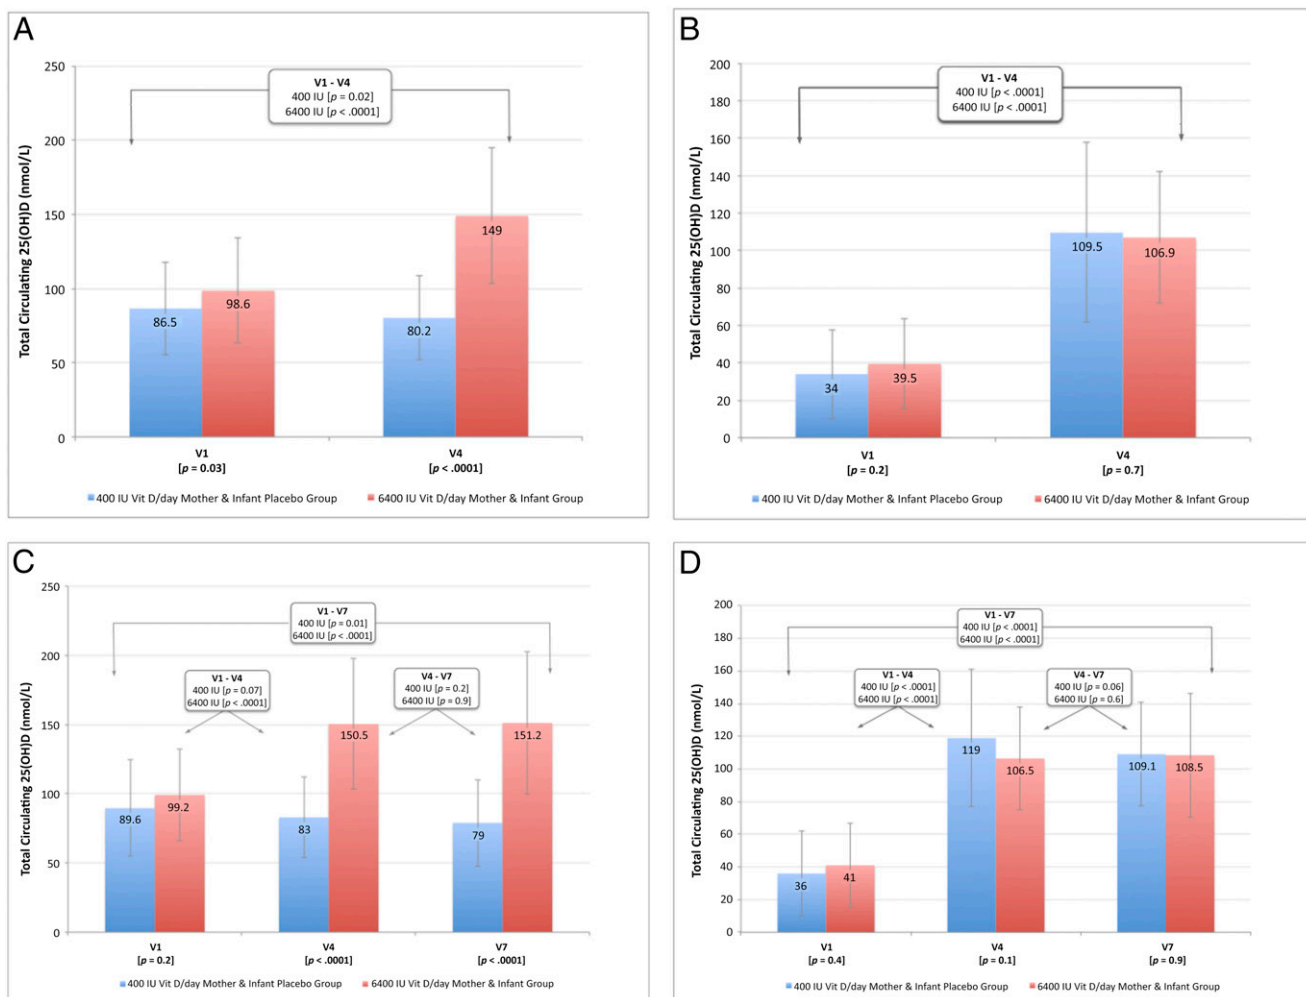 A
Total Circulating 25(OH)D (nmol/L)
250
200
150
100
50
0
V1 - V4
400 IU [p = 0.02]
6400 IU [p < .0001]
86.5
98.6
80.2
149
V1
[p = 0.03]
V4
[p < .0001]
400 IU Vit D/day Mother & Infant Placebo Group
6400 IU Vit D/day Mother & Infant Group
B
Total Circulating 25(OH)D (nmol/L)
200
180
160
140
120
100
80
60
40
20
0
V1 - V4
400 IU [p < .0001]
6400 IU [p < .0001]
34
39.5
109.5
106.9
V1
[p = 0.2]
V4
[p = 0.7]
400 IU Vit D/day Mother & Infant Placebo Group
6400 IU Vit D/day Mother & Infant Group
C
Total Circulating 25(OH)D (nmol/L)
250
200
150
100
50
0
V1 - V7
400 IU [p = 0.01]
6400 IU [p < .0001]
V1 - V4
400 IU [p = 0.07]
6400 IU [p < .0001]
V4 - V7
400 IU [p = 0.2]
6400 IU [p = 0.9]
89.6
99.2
83
150.5
79
151.2
V1
[p = 0.2]
V4
[p < .0001]
V7
[p < .0001]
400 IU Vit D/day Mother & Infant Placebo Group
6400 IU Vit D/day Mother & Infant Group
D
Total Circulating 25(OH)D (nmol/L)
200
180
160
140
120
100
80
60
40
20
0
V1 - V7
400 IU [p < .0001]
6400 IU [p < .0001]
V1 - V4
400 IU [p < .0001]
6400 IU [p < .0001]
V4 - V7
400 IU [p = 0.06]
6400 IU [p = 0.6]
36
41
119
106.5
109.1
108.5
V1
[p = 0.4]
V4
[p = 0.1]
V7
[p = 0.9]
400 IU Vit D/day Mother & Infant Placebo Group
6400 IU Vit D/day Mother & Infant Group